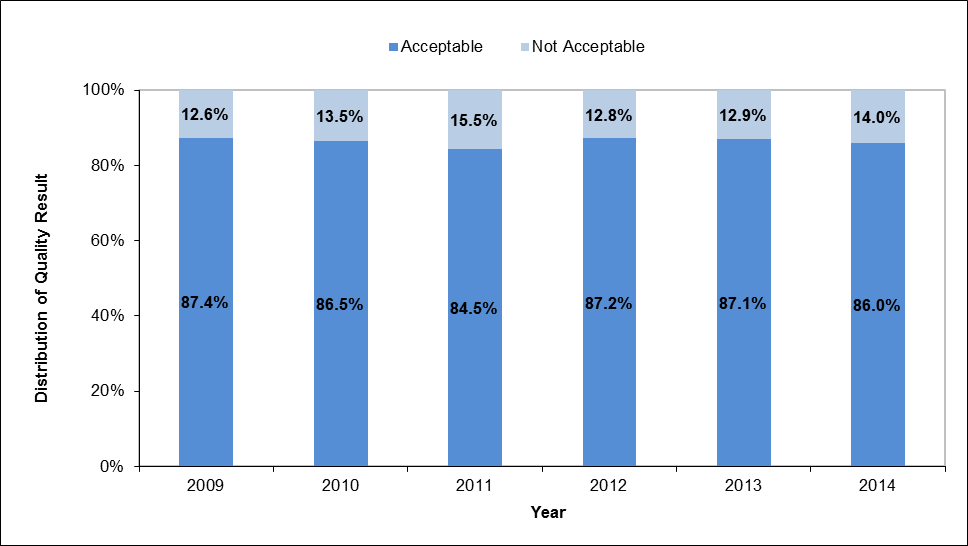 Acceptable Not Acceptable
100%
12.6% 13.5% 15.5% 12.8% 12.9% 14.0%
80%
60%
Distribution of Quality Result
87.4% 86.5% 84.5% 87.2% 87.1% 86.0%
40%
20%
0%
2009 2010 2011 2012 2013 2014
Year